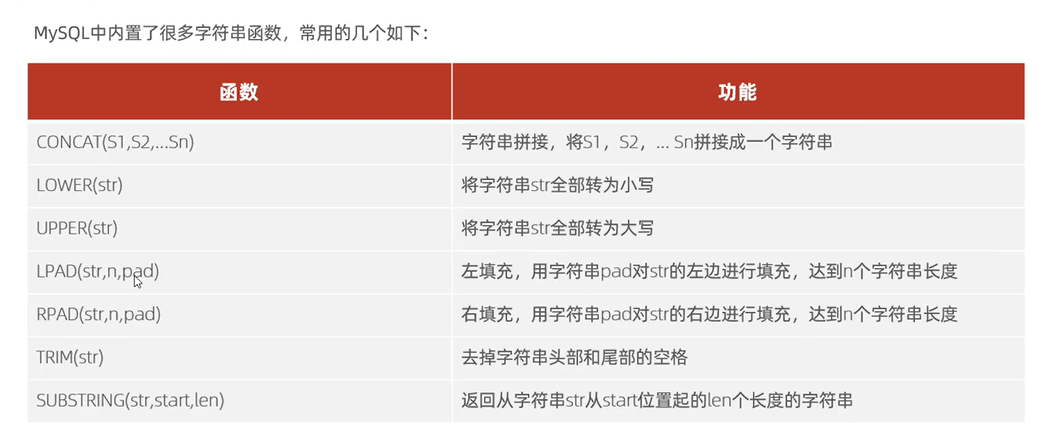 MySQL中内置了很多字符串函数，常用的几个如下：
函数 功能
CONCAT(S1,S2,...Sn) 字符串拼接，将S1，S2，... Sn拼接成一个字符串
LOWER(str) 将字符串str全部转为小写
UPPER(str) 将字符串str全部转为大写
LPAD(str,n,pad) 左填充，用字符串pad对str的左边进行填充，达到n个字符串长度
RPAD(str,n,pad) 右填充，用字符串pad对str的右边进行填充，达到n个字符串长度
TRIM(str) 去掉字符串头部和尾部的空格
SUBSTRING(str,start,len) 返回从字符串str从start位置起的len个长度的字符串